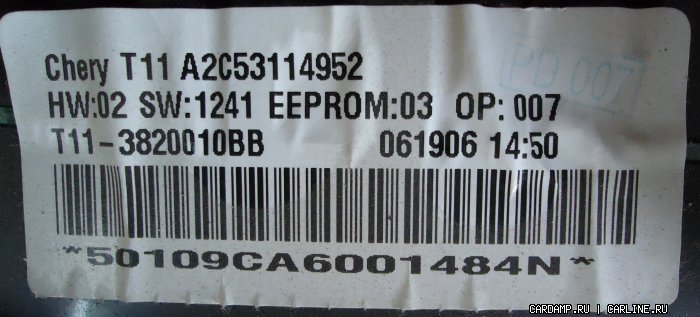 Chery T11 A2C53114952
PD 007
HW:02 SW:1241 EEPROM:03 OP: 007
T11-3820010BB 061906 14:50
*50109CA6001484N*
CARDAMP.RU | CARLINE.RU